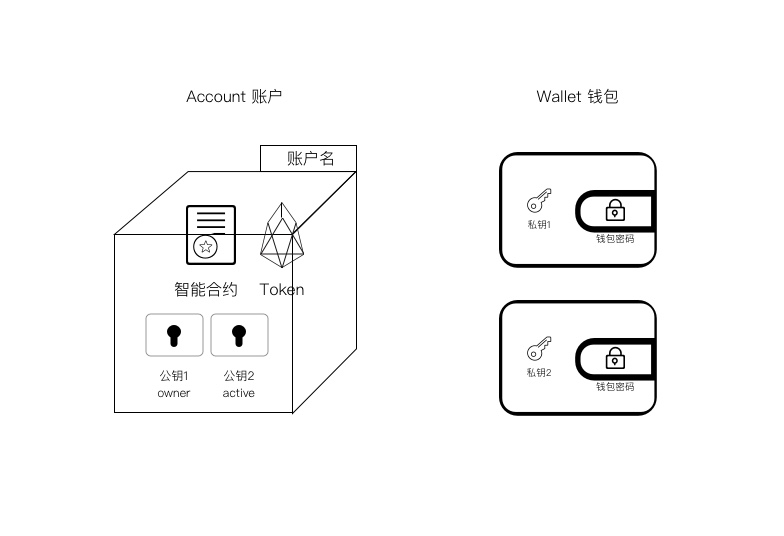 Account 账户
Wallet 钱包
账户名
智能合约
Token
公钥1
owner
公钥2
active
私钥1
钱包密码
私钥2
钱包密码